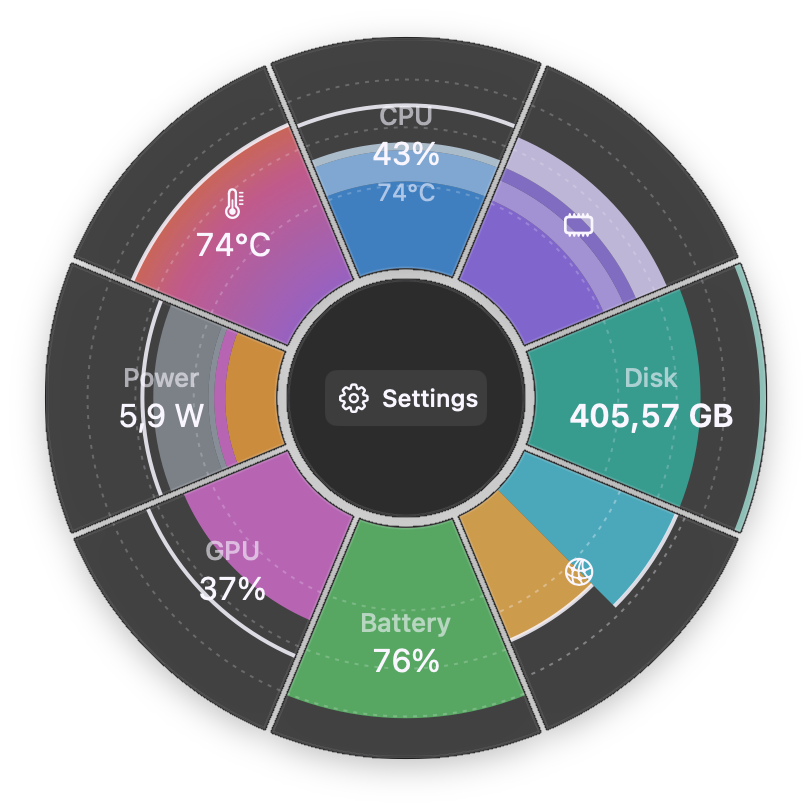 CPU
43%
74°C
74°C
Power
5,9 W
Settings
Disk
405,57 GB
GPU
37%
Battery
76%